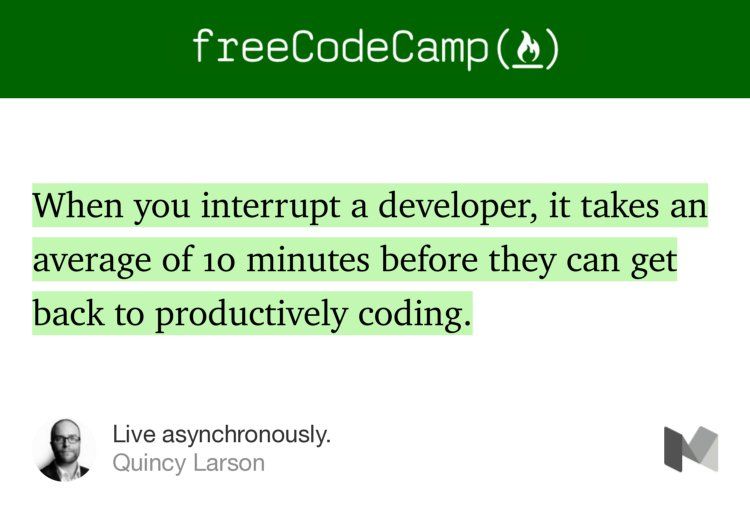 freeCodeCamp()
When you interrupt a developer, it takes an
average of 10 minutes before they can get
back to productively coding.
Live asynchronously.
Quincy Larson